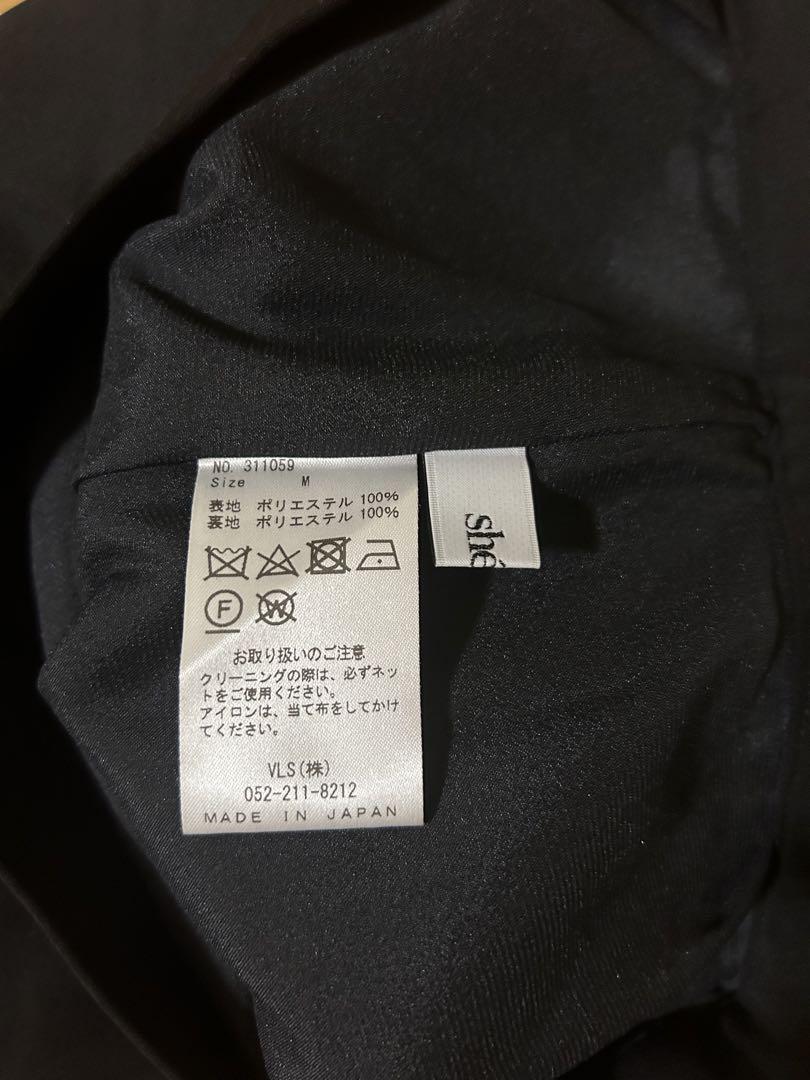 NO. 311059
Size M
表地 ポリエステル 100%
裏地 ポリエステル 100%
F W
お取り扱いのご注意
クリーニングの際は、必ずネッ
トをご使用ください。
アイロンは、当て布をしてかけ
てください。
VLS(株)
052-211-8212
MADE IN JAPAN
shé